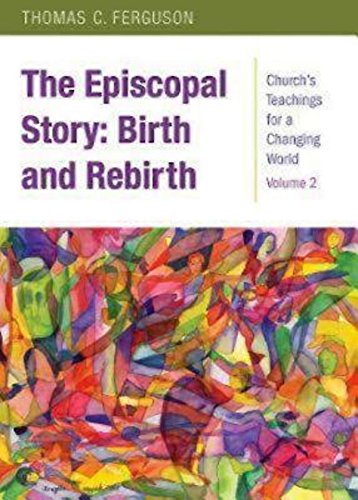 THOMAS C. FERGUSON
The Episcopal
Story: Birth
and Rebirth
Church's
Teachings
for a
Changing
World
Volume 2